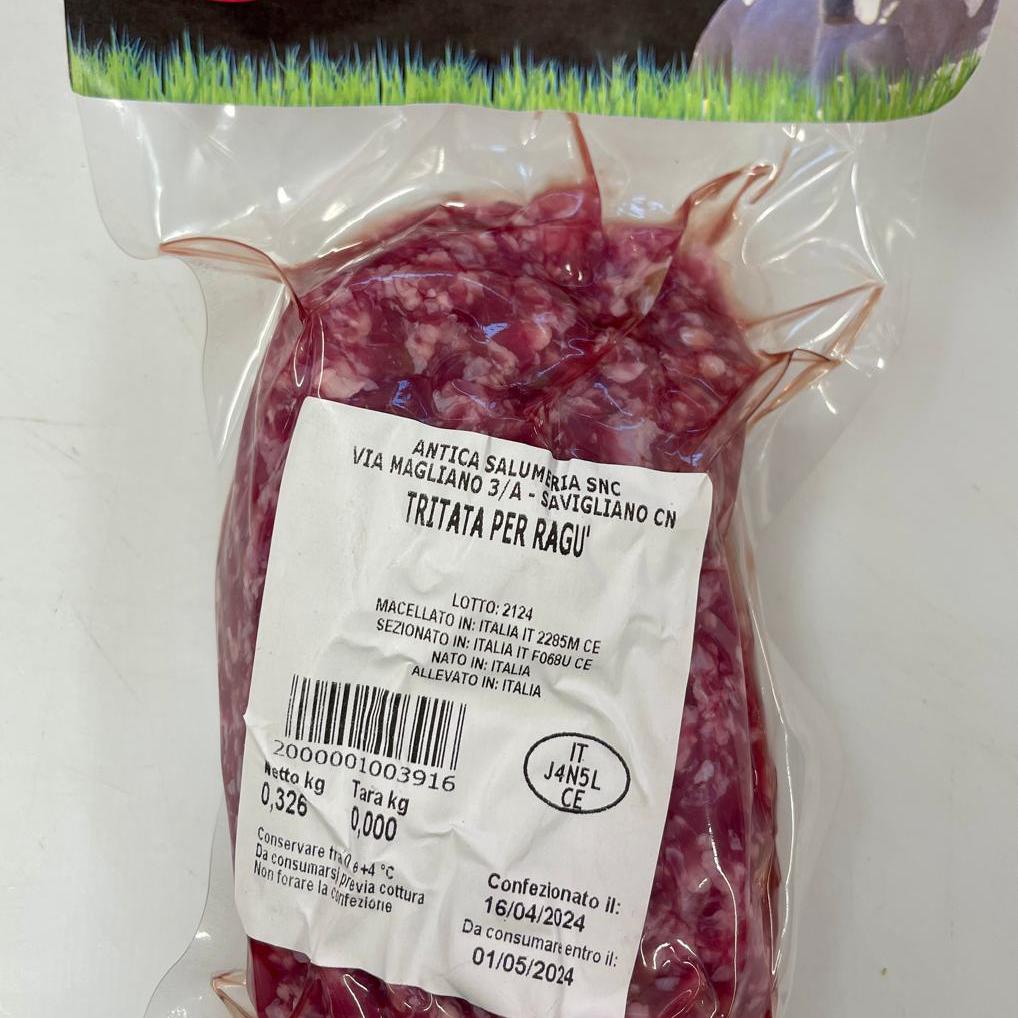 ANTICA SALUMERIA SNC
VIA MAGLIANO 3/A - SAVIGLIANO CN
TRITATA PER RAGU'
LOTTO: 2124
MACELLATO IN: ITALIA IT 2285M CE
SEZIONATO IN: ITALIA IT F068U CE
NATO IN: ITALIA
ALLEVATO IN: ITALIA
2000001003916
Netto kg Tara kg
0,326 0,000
IT
J4N5L
CE
Conservare tra 0 e +4 °C
Da consumarsi previa cottura
Non forare la confezione
Confezionato il:
16/04/2024
Da consumare entro il:
01/05/2024